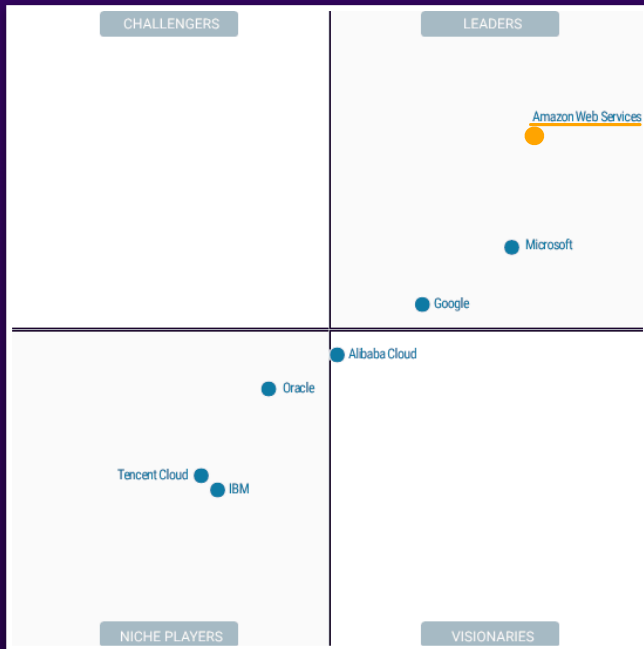 CHALLENGERS
LEADERS
Amazon Web Services
Microsoft
Google
Alibaba Cloud
Oracle
Tencent Cloud
IBM
NICHE PLAYERS
VISIONARIES